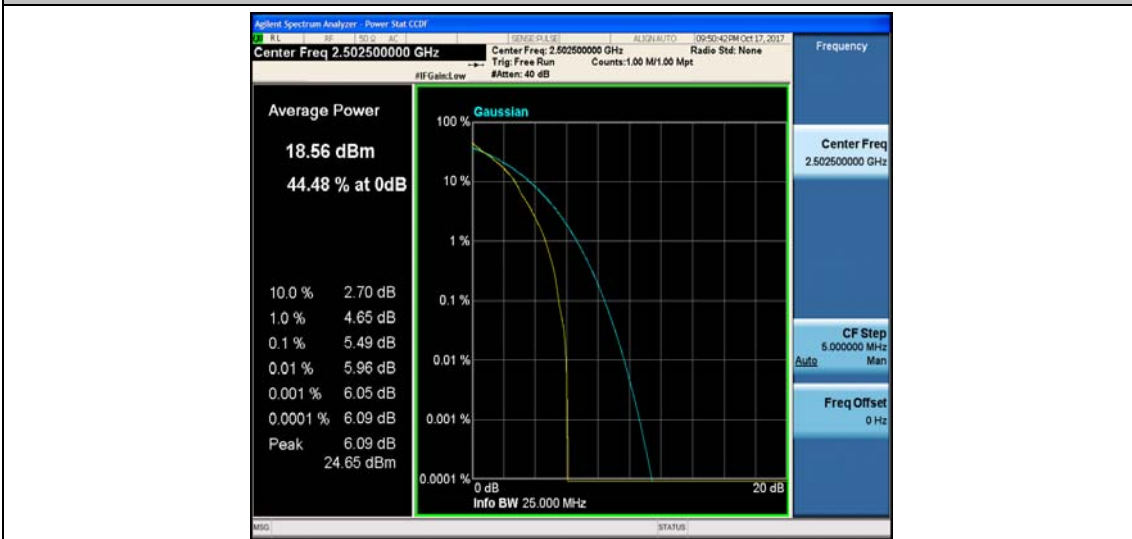 Agilent Spectrum Analyzer - Power Stat CCDF
RL RF 50 Ω AC SENSE:PULSE ALIGN AUTO 09:50:42 PM Oct 17, 2017
Center Freq 2.502500000 GHz
Center Freq: 2.502500000 GHz Radio Std: None
Trig: Free Run Counts:1.00 M/1.00 Mpt
#IFGain:Low #Atten: 40 dB
Frequency
Average Power
18.56 dBm
44.48 % at 0dB
10.0 % 2.70 dB
1.0 % 4.65 dB
0.1 % 5.49 dB
0.01 % 5.96 dB
0.001 % 6.05 dB
0.0001 % 6.09 dB
Peak 6.09 dB
24.65 dBm
Gaussian
100 %
10 %
1 %
0.1 %
0.01 %
0.001 %
0.0001 %
0 dB 20 dB
Info BW 25.000 MHz
Center Freq
2.502500000 GHz
CF Step
5.000000 MHz
Auto Man
Freq Offset
0 Hz
MSG STATUS